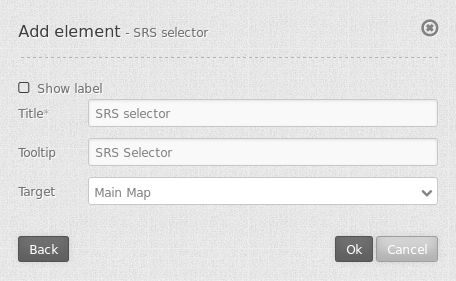 Add element - SRS selector
Show label
Title* SRS selector
Tooltip SRS Selector
Target Main Map
Back Ok Cancel